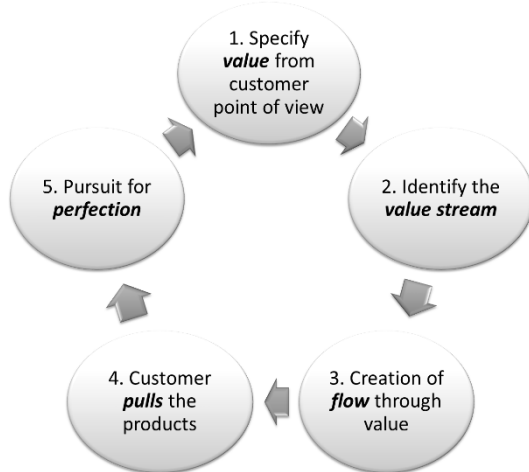 1. Specify
value from
customer
point of view
2. Identify the
value stream
3. Creation of
flow through
value
4. Customer
pulls the
products
5. Pursuit for
perfection